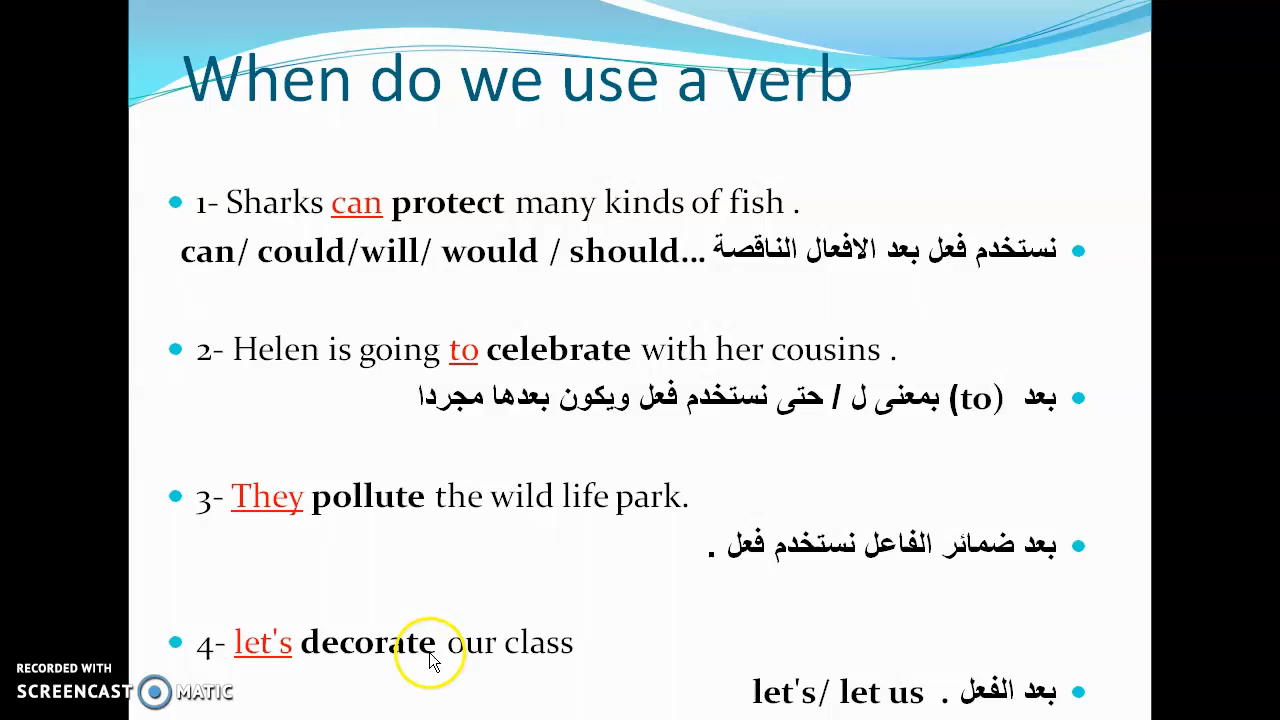 When do we use a verb
1- Sharks can protect many kinds of fish .
نستخدم فعل بعد الافعال الناقصة can/ could/will/ would / should...
2- Helen is going to celebrate with her cousins .
بعد (to) بمعنى ل / حتى نستخدم فعل ويكون بعدها مجردا
3- They pollute the wild life park.
بعد ضمائر الفاعل نستخدم فعل .
4- let's decorate our class
بعد الفعل . let's/ let us
RECORDED WITH
SCREENCAST MATIC